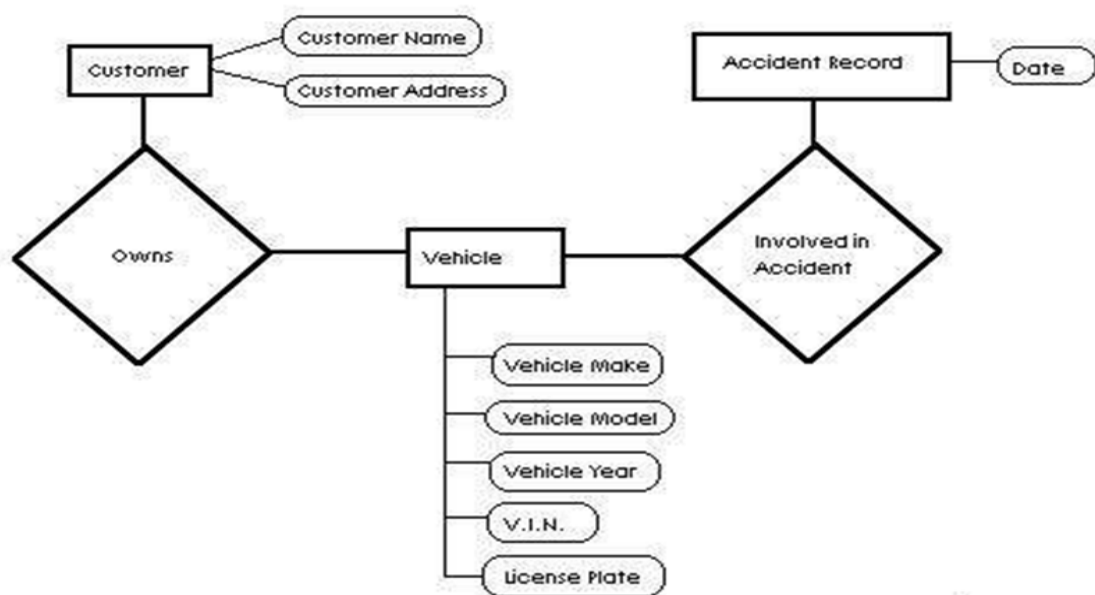 Customer
Customer Name
Customer Address
Accident Record
Date
Owns
Vehicle
Involved in
Accident
Vehicle Make
Vehicle Model
Vehicle Year
V.I.N.
License Plate